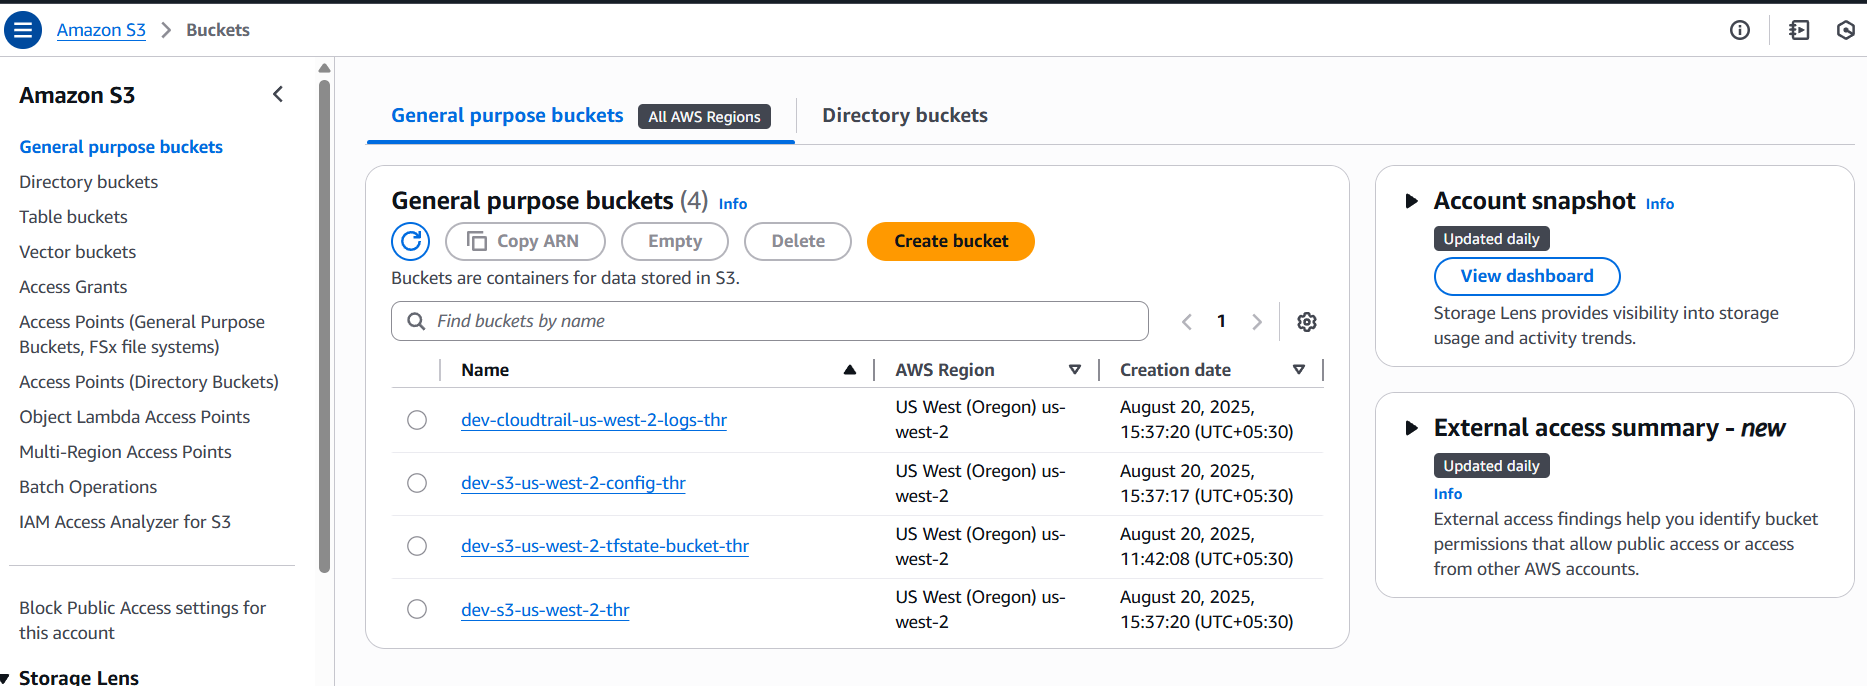 Amazon S3 > Buckets
Amazon S3
General purpose buckets
Directory buckets
Table buckets
Vector buckets
Access Grants
Access Points (General Purpose
Buckets, FSx file systems)
Access Points (Directory Buckets)
Object Lambda Access Points
Multi-Region Access Points
Batch Operations
IAM Access Analyzer for S3
Block Public Access settings for
this account
Storage Lens
General purpose buckets All AWS Regions Directory buckets
General purpose buckets (4) Info
Copy ARN Empty Delete Create bucket
Buckets are containers for data stored in S3.
Find buckets by name 1
Name AWS Region Creation date
dev-cloudtrail-us-west-2-logs-thr US West (Oregon) us-
west-2 August 20, 2025,
15:37:20 (UTC+05:30)
dev-s3-us-west-2-config-thr US West (Oregon) us-
west-2 August 20, 2025,
15:37:17 (UTC+05:30)
dev-s3-us-west-2-tfstate-bucket-thr US West (Oregon) us-
west-2 August 20, 2025,
11:42:08 (UTC+05:30)
dev-s3-us-west-2-thr US West (Oregon) us-
west-2 August 20, 2025,
15:37:20 (UTC+05:30)
Account snapshot Info
Updated daily
View dashboard
Storage Lens provides visibility into storage
usage and activity trends.
External access summary - new
Updated daily
Info
External access findings help you identify bucket
permissions that allow public access or access
from other AWS accounts.